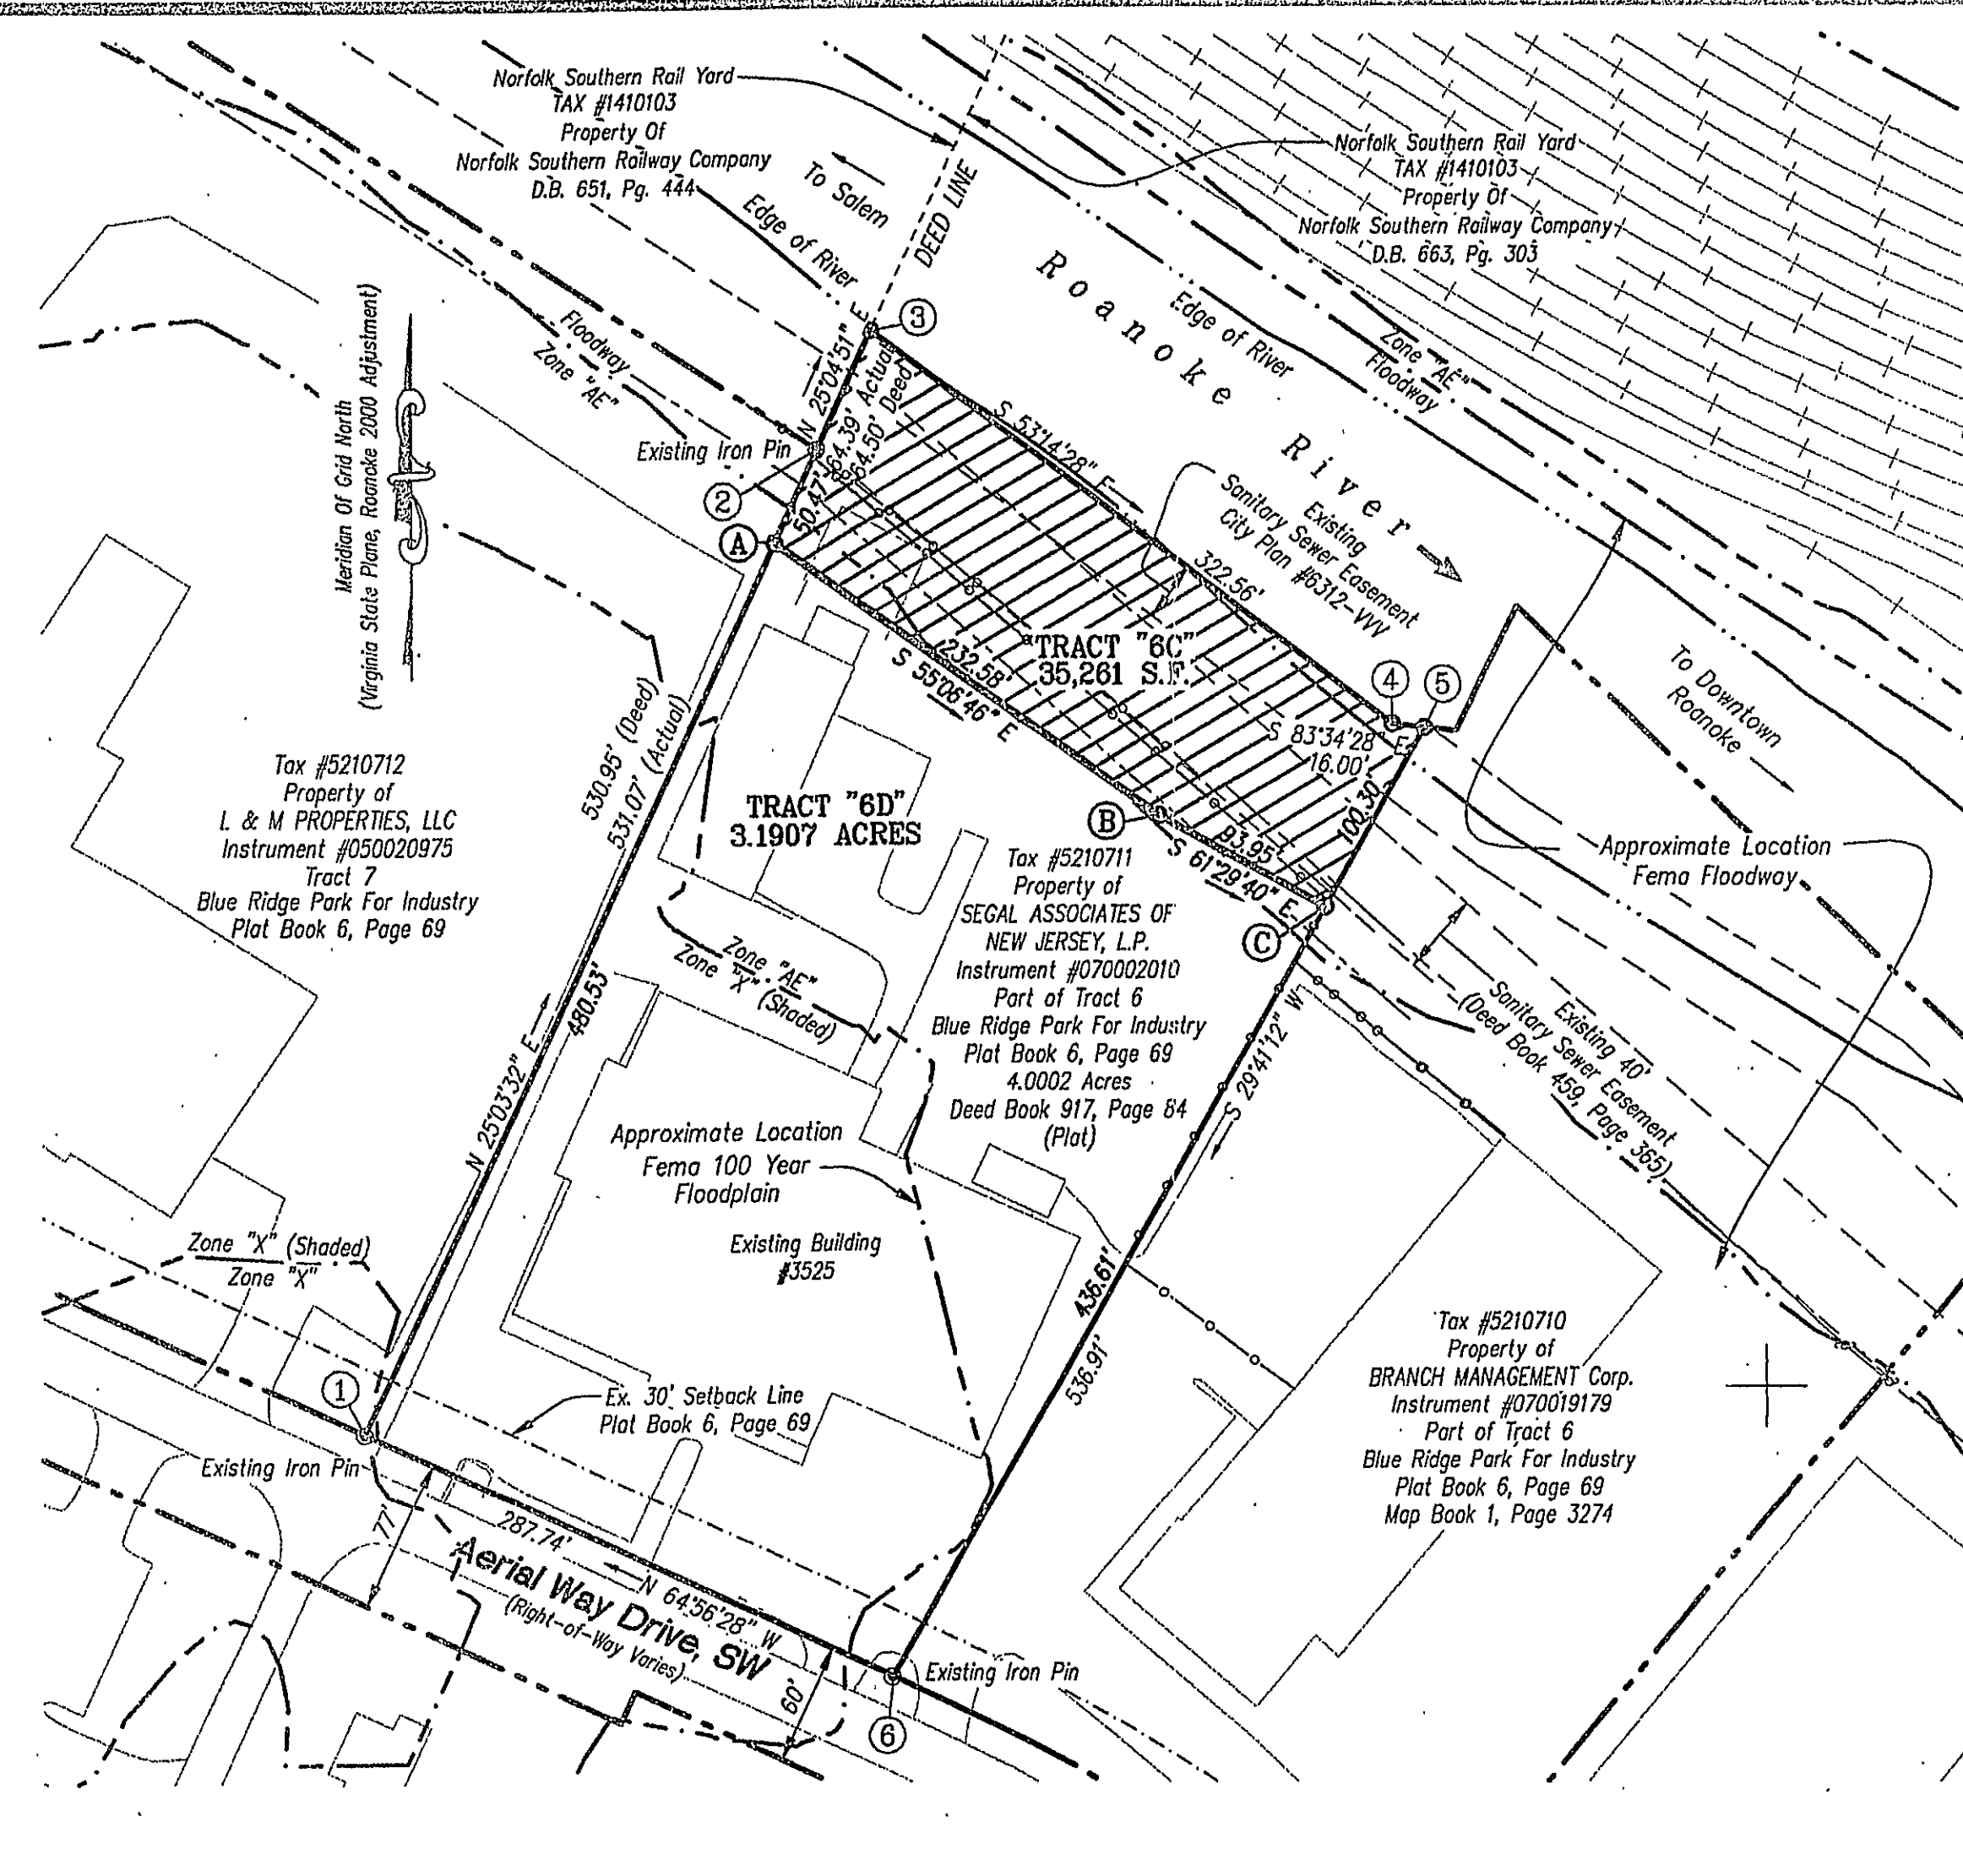 Norfolk Southern Rail Yard
TAX #1410103
Property Of
Norfolk Southern Railway Company
D.B. 651, Pg. 444
To Salem
Edge of River
DEED LINE
Norfolk Southern Rail Yard
TAX #1410103
Property Of
Norfolk Southern Railway Company
D.B. 663, Pg. 303
Roanoke River
Edge of River
Zone "AE"
Floodway
Floodway
Zone "AE"
Meridian Of Grid North
(Virginia State Plane, Roanoke 2000 Adjustment)
3
N 25°04'51" E
64.39' Actual
64.50' Deed
Existing Iron Pin
2
50.47'
A
S 53°14'28" E
322.56'
Existing
Sanitary Sewer Easement
City Plan #6312-VVV
"TRACT "6C"
35,261 S.F.
232.58'
S 55°06'46" E
4
5
S 83°34'28" E
16.00'
100.30'
To Downtown
Roanoke
B
93.95'
S 61°29'40" E
C
Approximate Location
Fema Floodway
Tax #5210712
Property of
L & M PROPERTIES, LLC
Instrument #050020975
Tract 7
Blue Ridge Park For Industry
Plat Book 6, Page 69
530.95' (Deed)
531.07' (Actual)
480.53'
N 25°03'32" E
TRACT "6D"
3.1907 ACRES
Tax #5210711
Property of
SEGAL ASSOCIATES OF
NEW JERSEY, L.P.
Instrument #070002010
Part of Tract 6
Blue Ridge Park For Industry
Plat Book 6, Page 69
4.0002 Acres
Deed Book 917, Page 84
(Plat)
Zone "AE"
Zone "X" (Shaded)
S 29°41'12" W
Existing 40'
Sanitary Sewer Easement
(Deed Book 459, Page 365)
Approximate Location
Fema 100 Year
Floodplain
Existing Building
#3525
436.61'
536.91'
Zone "X" (Shaded)
Zone "X"
1
Existing Iron Pin
Ex. 30' Setback Line
Plat Book 6, Page 69
Tax #5210710
Property of
BRANCH MANAGEMENT Corp.
Instrument #070019179
Part of Tract 6
Blue Ridge Park For Industry
Plat Book 6, Page 69
Map Book 1, Page 3274
77'
287.74'
N 64°56'28" W
Aerial Way Drive, SW
(Right-of-Way Varies)
60'
Existing Iron Pin
6